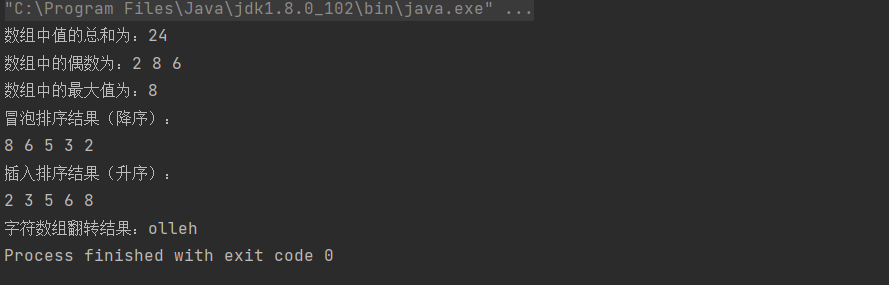 "C:\Program Files\Java\jdk1.8.0_102\bin\java.exe" ...
数组中值的总和为：24
数组中的偶数为：2 8 6
数组中的最大值为：8
冒泡排序结果（降序）：
8 6 5 3 2
插入排序结果（升序）：
2 3 5 6 8
字符数组翻转结果：olleh
Process finished with exit code 0